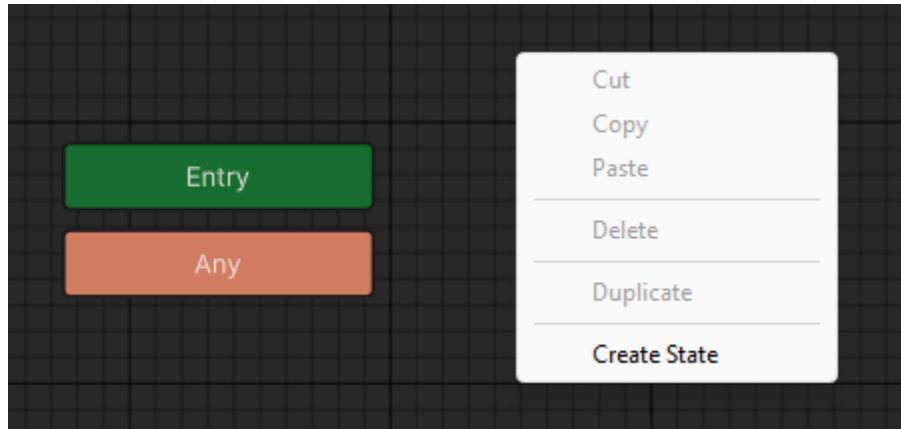 Entry
Any
Cut
Copy
Paste
Delete
Duplicate
Create State